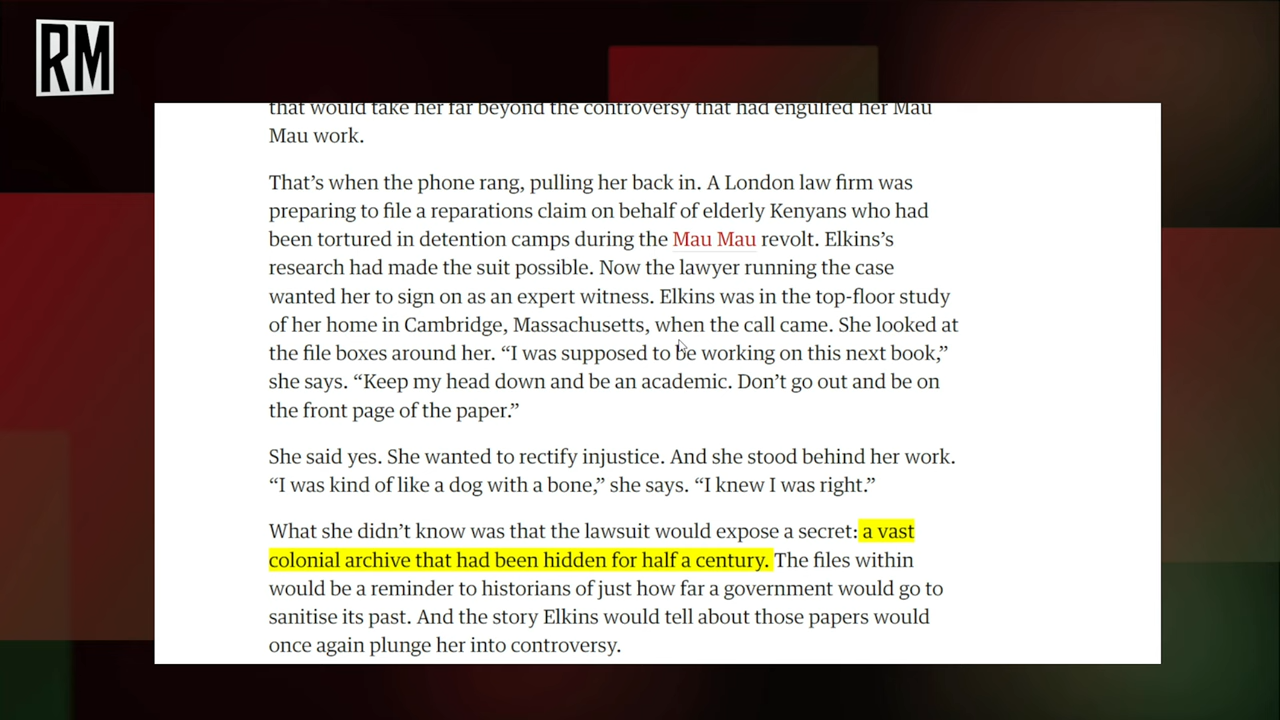 RM
that would take her far beyond the controversy that had engulfed her Mau
Mau work.
That’s when the phone rang, pulling her back in. A London law firm was
preparing to file a reparations claim on behalf of elderly Kenyans who had
been tortured in detention camps during the Mau Mau revolt. Elkins’s
research had made the suit possible. Now the lawyer running the case
wanted her to sign on as an expert witness. Elkins was in the top-floor study
of her home in Cambridge, Massachusetts, when the call came. She looked at
the file boxes around her. “I was supposed to be working on this next book,”
she says. “Keep my head down and be an academic. Don’t go out and be on
the front page of the paper.”
She said yes. She wanted to rectify injustice. And she stood behind her work.
“I was kind of like a dog with a bone,” she says. “I knew I was right.”
What she didn’t know was that the lawsuit would expose a secret: a vast
colonial archive that had been hidden for half a century. The files within
would be a reminder to historians of just how far a government would go to
sanitise its past. And the story Elkins would tell about those papers would
once again plunge her into controversy.